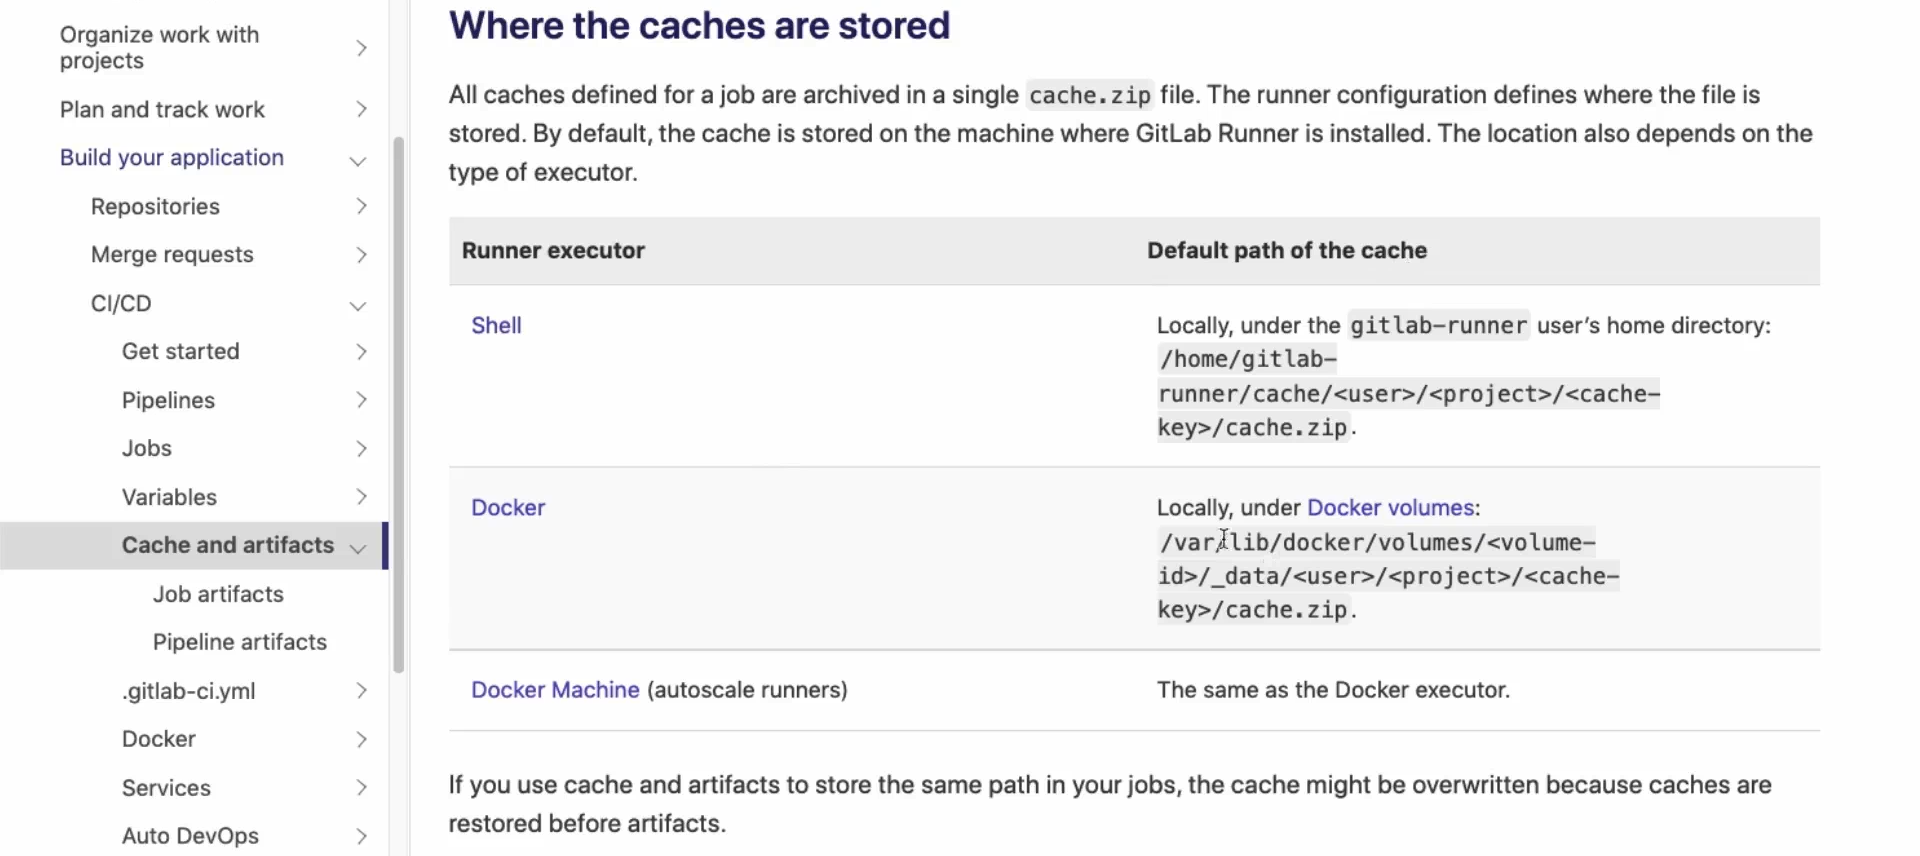 Organize work with
projects
Plan and track work
Build your application
Repositories
Merge requests
CI/CD
Get started
Pipelines
Jobs
Variables
Cache and artifacts
Job artifacts
Pipeline artifacts
.gitlab-ci.yml
Docker
Services
Auto DevOps
Where the caches are stored
All caches defined for a job are archived in a single cache.zip file. The runner configuration defines where the file is
stored. By default, the cache is stored on the machine where GitLab Runner is installed. The location also depends on the
type of executor.
Runner executor
Default path of the cache
Shell
Locally, under the gitlab-runner user’s home directory:
/home/gitlab-
runner/cache/<user>/<project>/<cache-
key>/cache.zip.
Docker
Locally, under Docker volumes:
/var/lib/docker/volumes/<volume-
id>/_data/<user>/<project>/<cache-
key>/cache.zip.
Docker Machine (autoscale runners)
The same as the Docker executor.
If you use cache and artifacts to store the same path in your jobs, the cache might be overwritten because caches are
restored before artifacts.